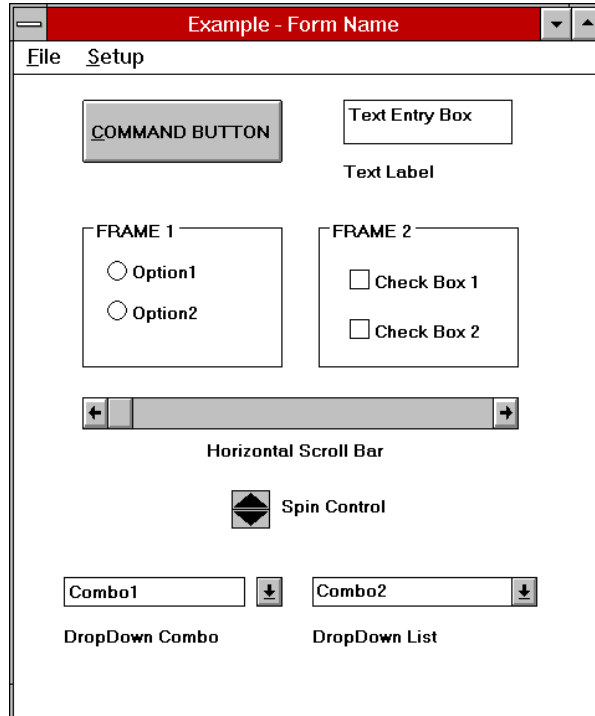 Example - Form Name
File Setup
COMMAND BUTTON
Text Entry Box
Text Label
FRAME 1
FRAME 2
Option1
Check Box 1
Option2
Check Box 2
Horizontal Scroll Bar
Spin Control
Combo1
Combo2
DropDown Combo
DropDown List